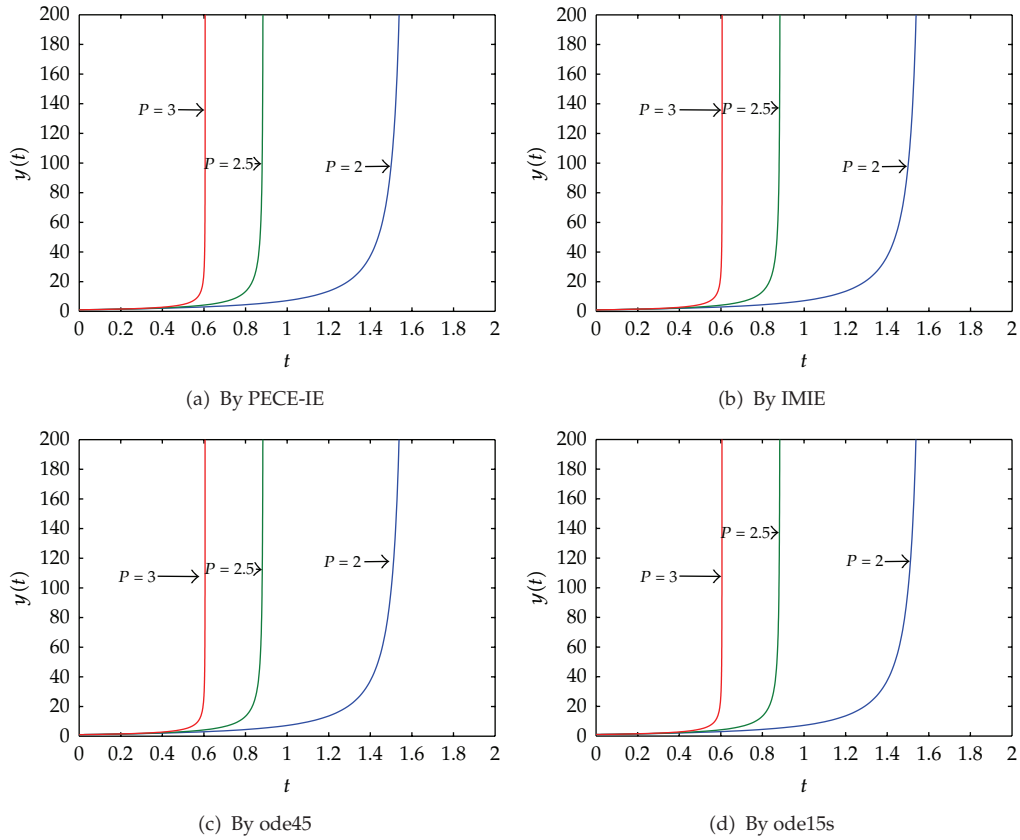 200
180
160
140
120
100
80
60
40
20
0
y(t)
P = 3
P = 2.5
P = 2
0 0.2 0.4 0.6 0.8 1 1.2 1.4 1.6 1.8 2
t
(a) By PECE-IE
200
180
160
140
120
100
80
60
40
20
0
y(t)
P = 3
P = 2.5
P = 2
0 0.2 0.4 0.6 0.8 1 1.2 1.4 1.6 1.8 2
t
(b) By IMIE
200
180
160
140
120
100
80
60
40
20
0
y(t)
P = 3
P = 2.5
P = 2
0 0.2 0.4 0.6 0.8 1 1.2 1.4 1.6 1.8 2
t
(c) By ode45
200
180
160
140
120
100
80
60
40
20
0
y(t)
P = 3
P = 2.5
P = 2
0 0.2 0.4 0.6 0.8 1 1.2 1.4 1.6 1.8 2
t
(d) By ode15s